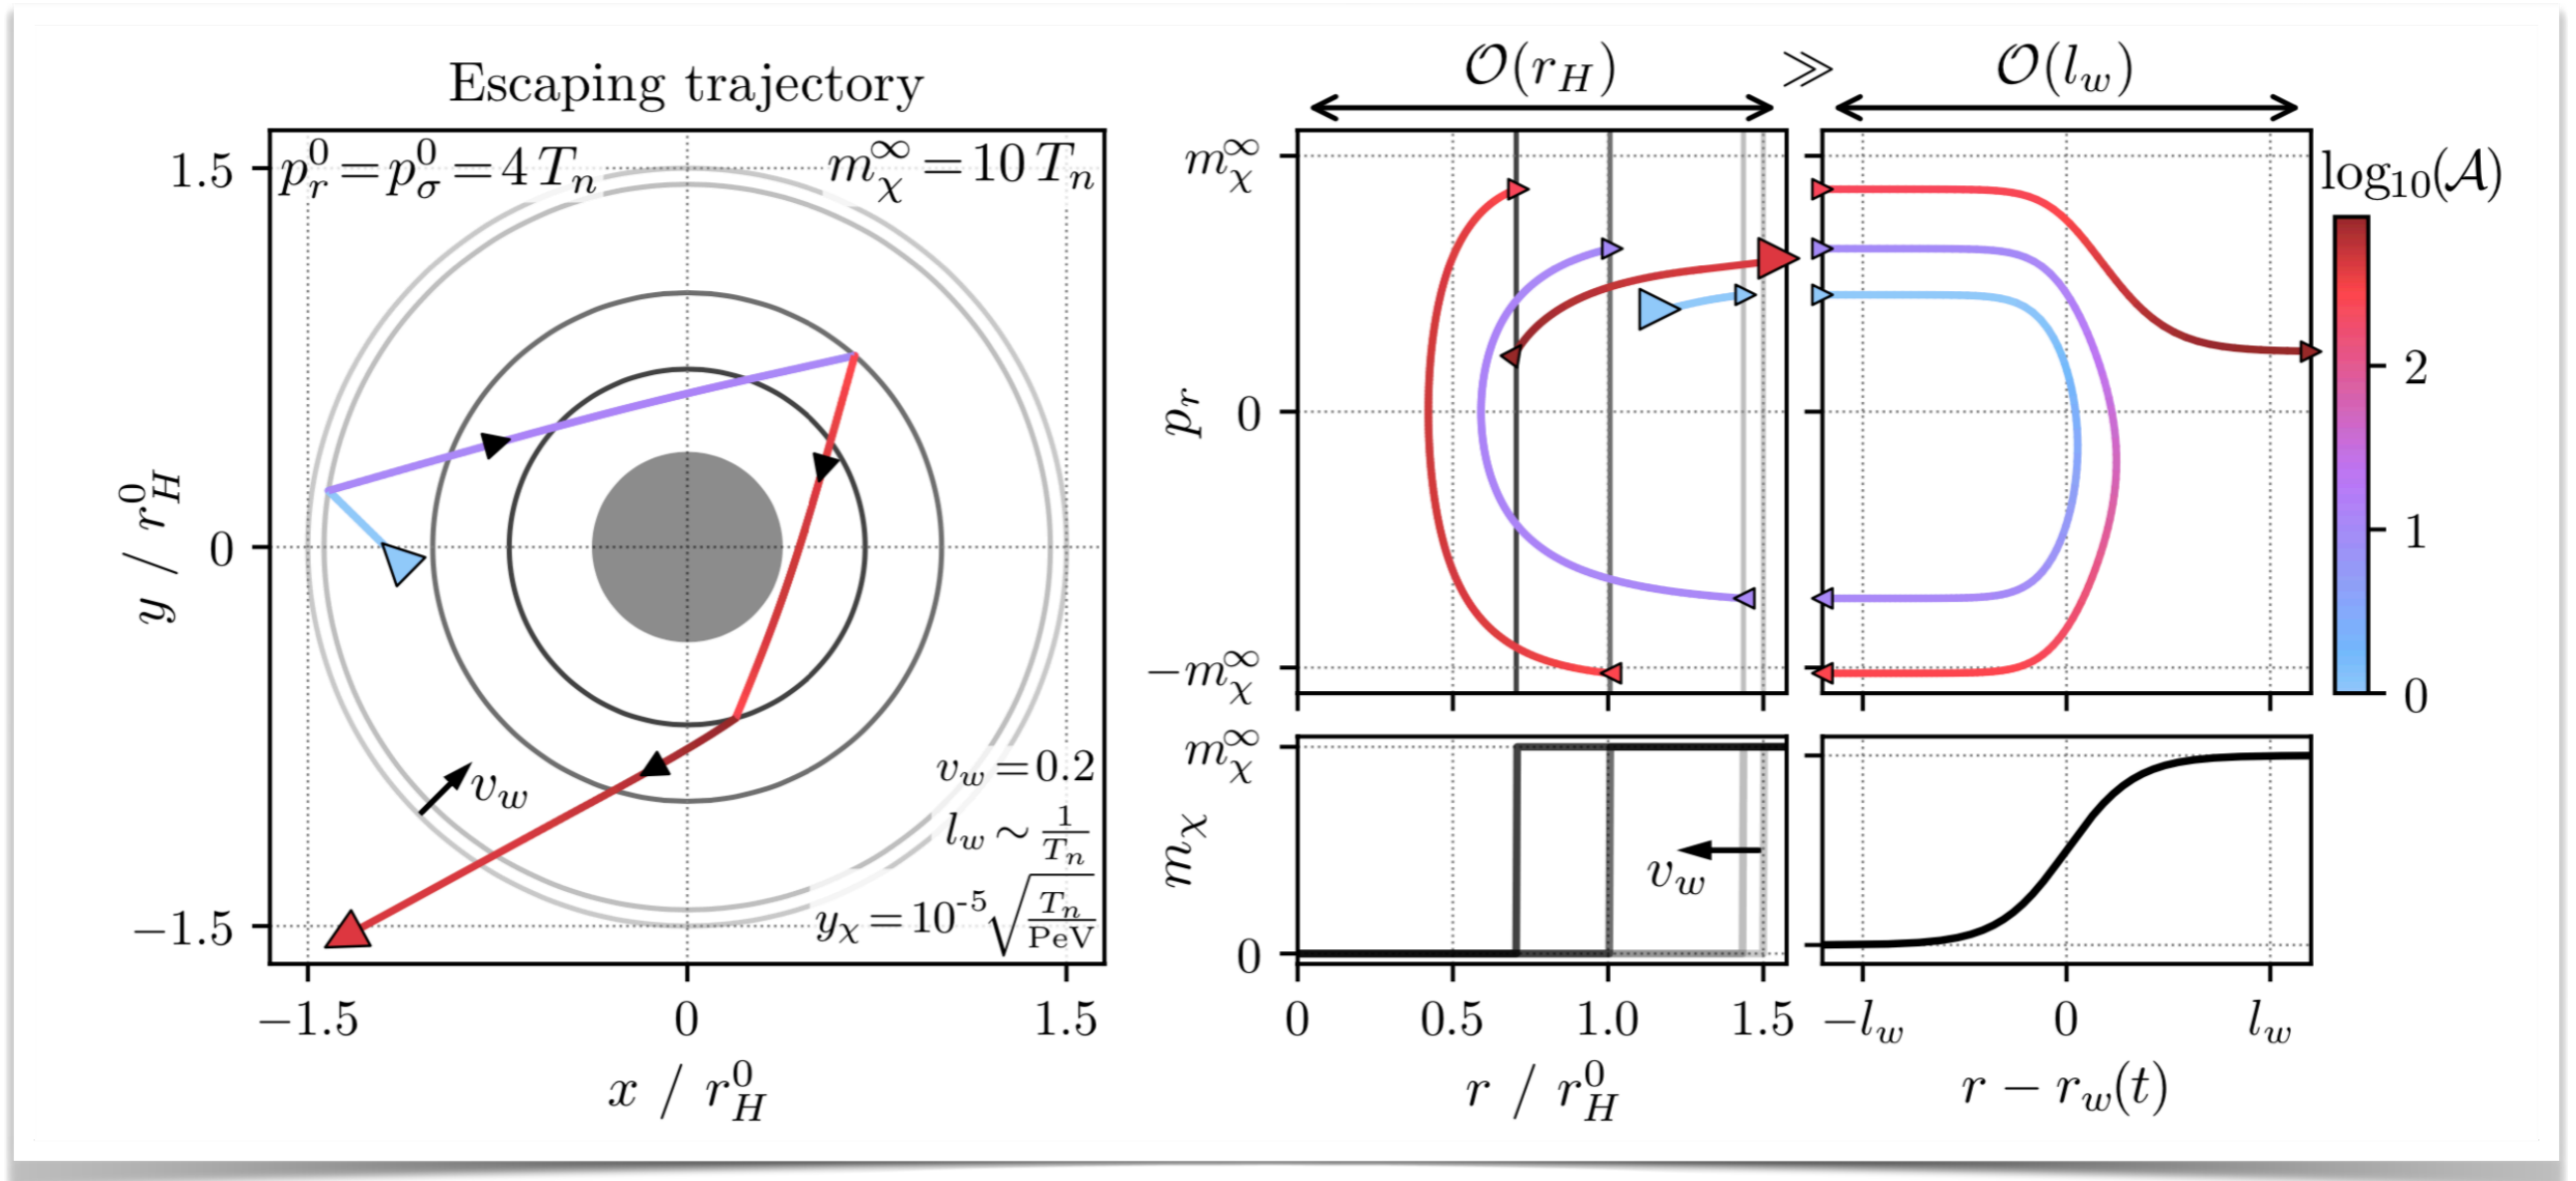 Escaping trajectory
p_r^0 = p_σ^0 = 4 T_n
m_χ^∞ = 10 T_n
1.5
0
−1.5
y / r_H^0
v_w
v_w = 0.2
l_w ∼ 1/T_n
y_χ = 10^-5 √(T_n/PeV)
−1.5
0
1.5
x / r_H^0
𝒪(r_H)
≫
𝒪(l_w)
m_χ^∞
0
−m_χ^∞
p_r
log_10(𝒜)
2
1
0
m_χ^∞
0
m_χ
v_w
0
0.5
1.0
1.5
r / r_H^0
−l_w
0
l_w
r − r_w(t)